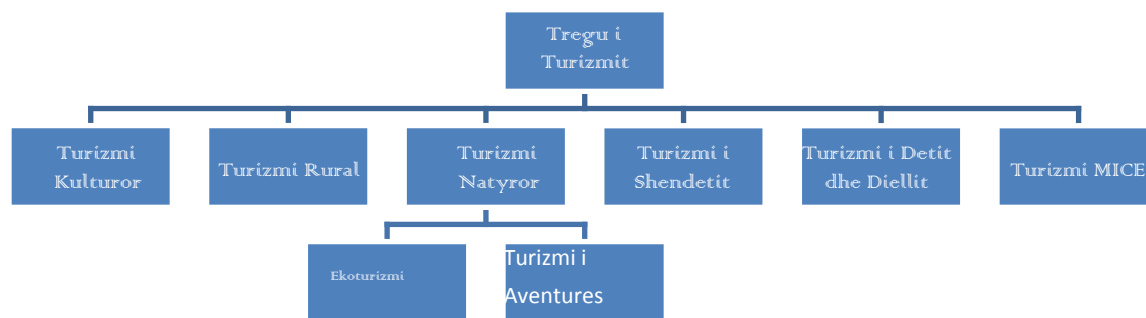 Tregu i
Turizmit
Turizmi
Kulturor
Turizmi Rural
Turizmi
Natyror
Turizmi i
Shendetit
Turizmi i Detit
dhe Diellit
Turizmi MICE
Ekoturizmi
Turizmi i
Aventures